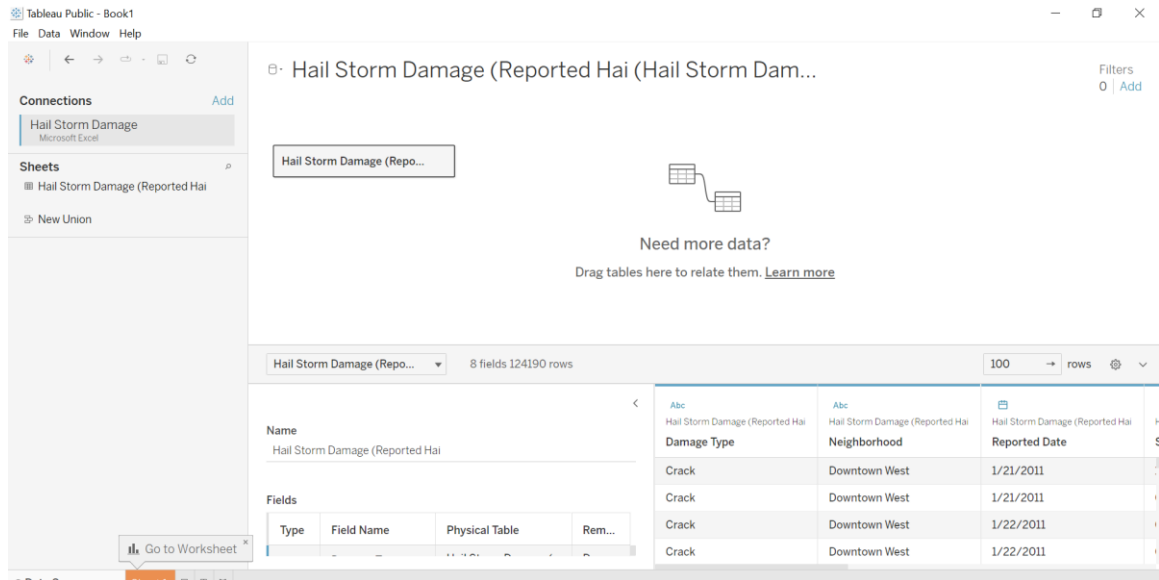 Tableau Public - Book1
File Data Window Help
Connections Add
Hail Storm Damage
Microsoft Excel
Sheets
Hail Storm Damage (Reported Hai
New Union
Hail Storm Damage (Reported Hai (Hail Storm Dam...
Filters
0 Add
Hail Storm Damage (Repo...
Need more data?
Drag tables here to relate them. Learn more
Hail Storm Damage (Repo... 8 fields 124190 rows 100 → rows
Name
Hail Storm Damage (Reported Hai
Fields
Type Field Name Physical Table Rem...
Abc Abc
Hail Storm Damage (Reported Hai Hail Storm Damage (Reported Hai Hail Storm Damage (Reported Hai
Damage Type Neighborhood Reported Date
Crack Downtown West 1/21/2011
Crack Downtown West 1/21/2011
Crack Downtown West 1/22/2011
Crack Downtown West 1/22/2011
Go to Worksheet